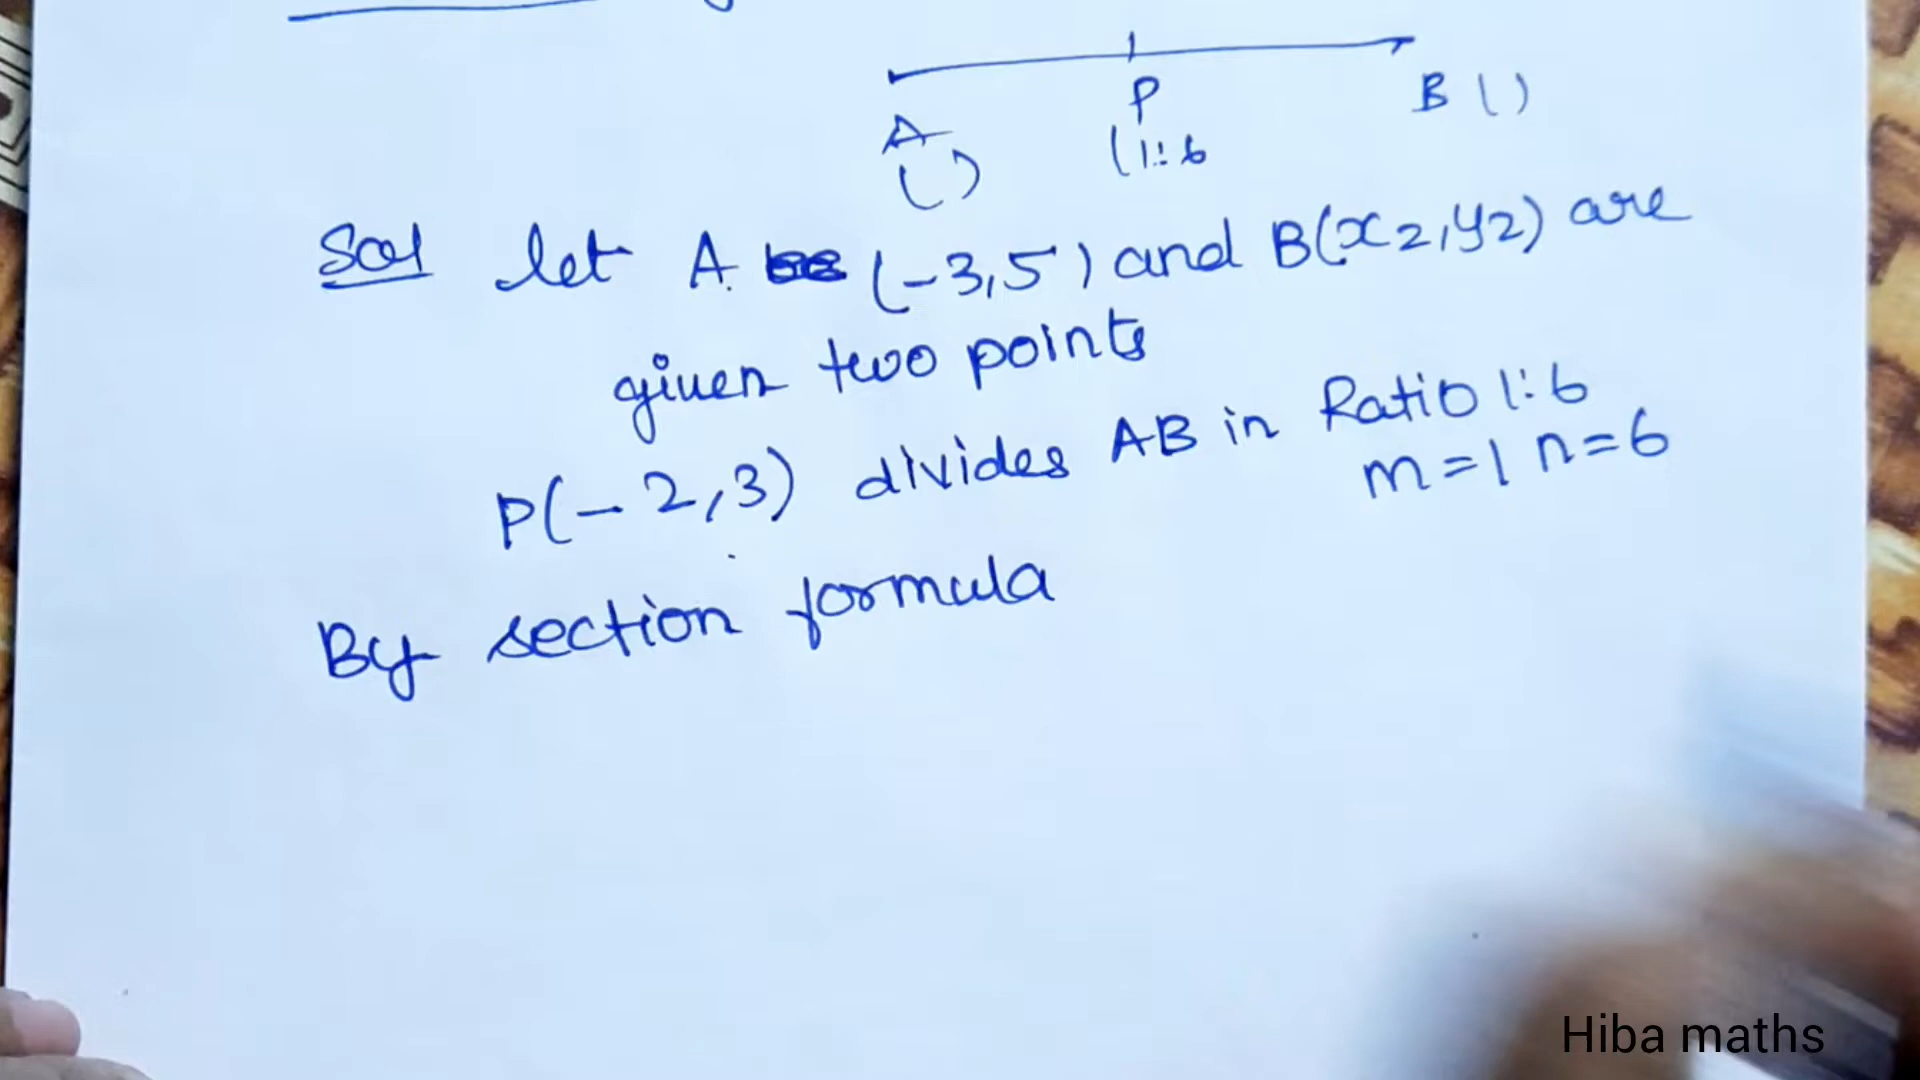 A
( )
P
(1:6
B ( )
Sol let A (-3,5) and B(x2,y2) are
given two points
P(-2,3) divides AB in Ratio 1:6
m=1 n=6
By section formula
Hiba maths